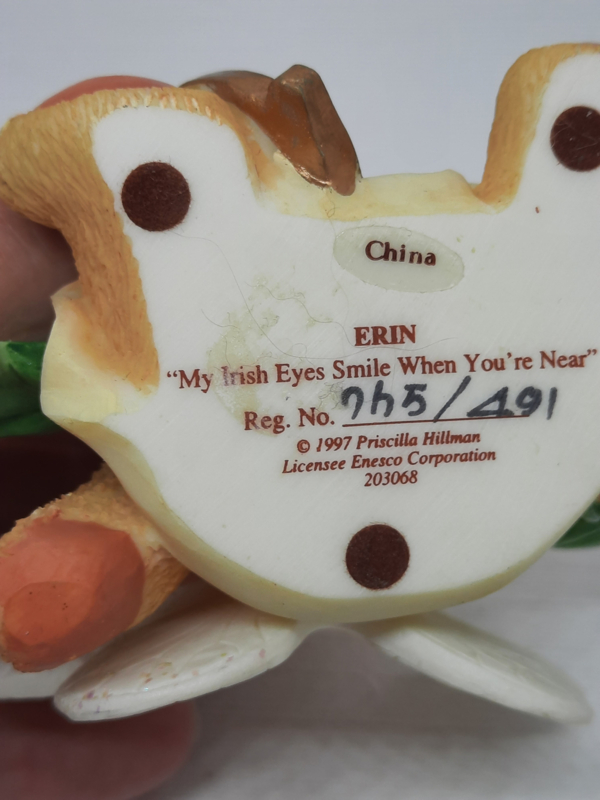 China
ERIN
“My Irish Eyes Smile When You’re Near”
Reg. No. 7h5/491
© 1997 Priscilla Hillman
Licensee Enesco Corporation
203068